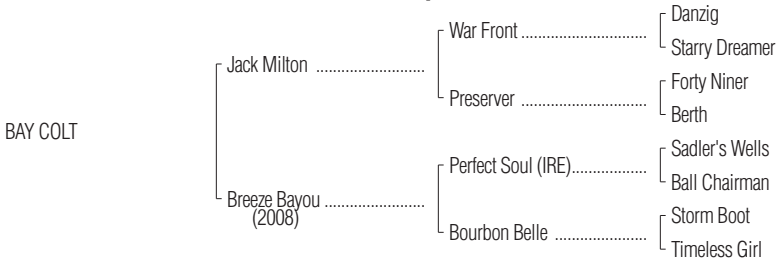 Danzig
War Front ............................
Starry Dreamer
Jack Milton ........................
Forty Niner
Preserver ............................
Berth
BAY COLT
Sadler's Wells
Perfect Soul (IRE)..................
Ball Chairman
Breeze Bayou ......................
(2008)
Storm Boot
Bourbon Belle ......................
Timeless Girl